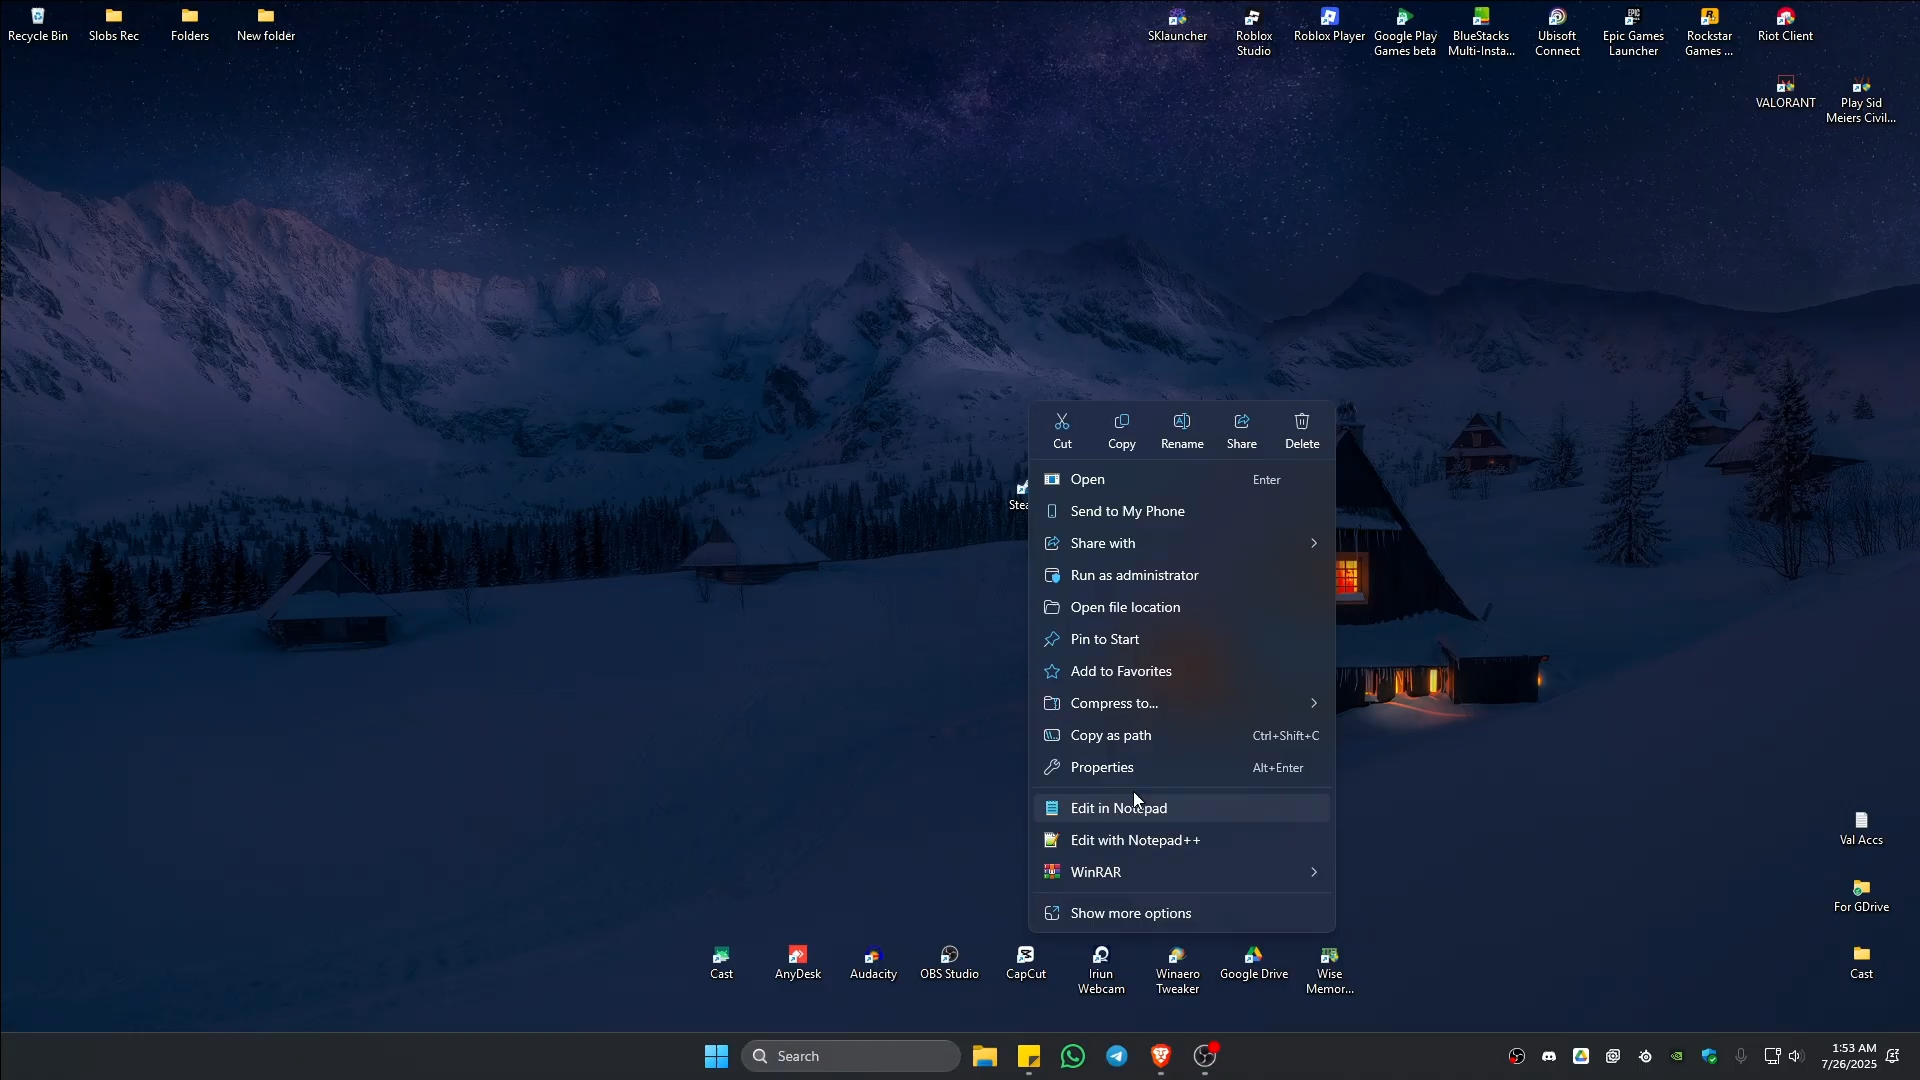 Recycle Bin
Slobs Rec
Folders
New folder
SKlauncher
Roblox
Studio
Roblox Player
Google Play
Games beta
BlueStacks
Multi-Insta...
Ubisoft
Connect
Epic Games
Launcher
Rockstar
Games ...
Riot Client
VALORANT
Play Sid
Meiers Civil...
Stea
Cut
Copy
Rename
Share
Delete
Open Enter
Send to My Phone
Share with
Run as administrator
Open file location
Pin to Start
Add to Favorites
Compress to...
Copy as path Ctrl+Shift+C
Properties Alt+Enter
Edit in Notepad
Edit with Notepad++
WinRAR
Show more options
Val Accs
For GDrive
Cast
Cast
AnyDesk
Audacity
OBS Studio
CapCut
Iriun
Webcam
Winaero
Tweaker
Google Drive
Wise
Memor...
Search
1:53 AM
7/26/2025